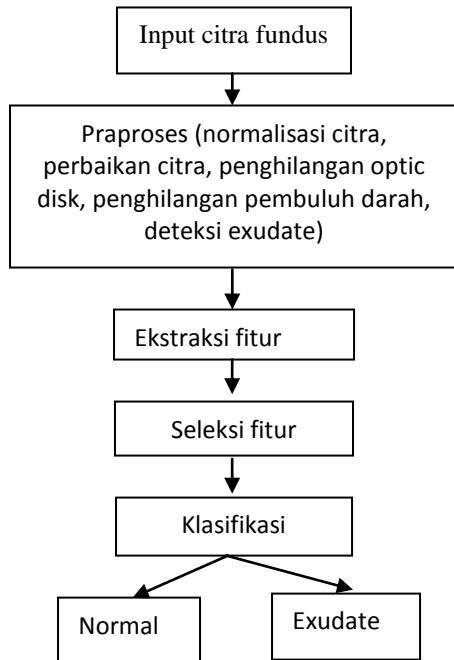 Input citra fundus
Praproses (normalisasi citra,
perbaikan citra, penghilangan optic
disk, penghilangan pembuluh darah,
deteksi exudate)
Ekstraksi fitur
Seleksi fitur
Klasifikasi
Normal
Exudate